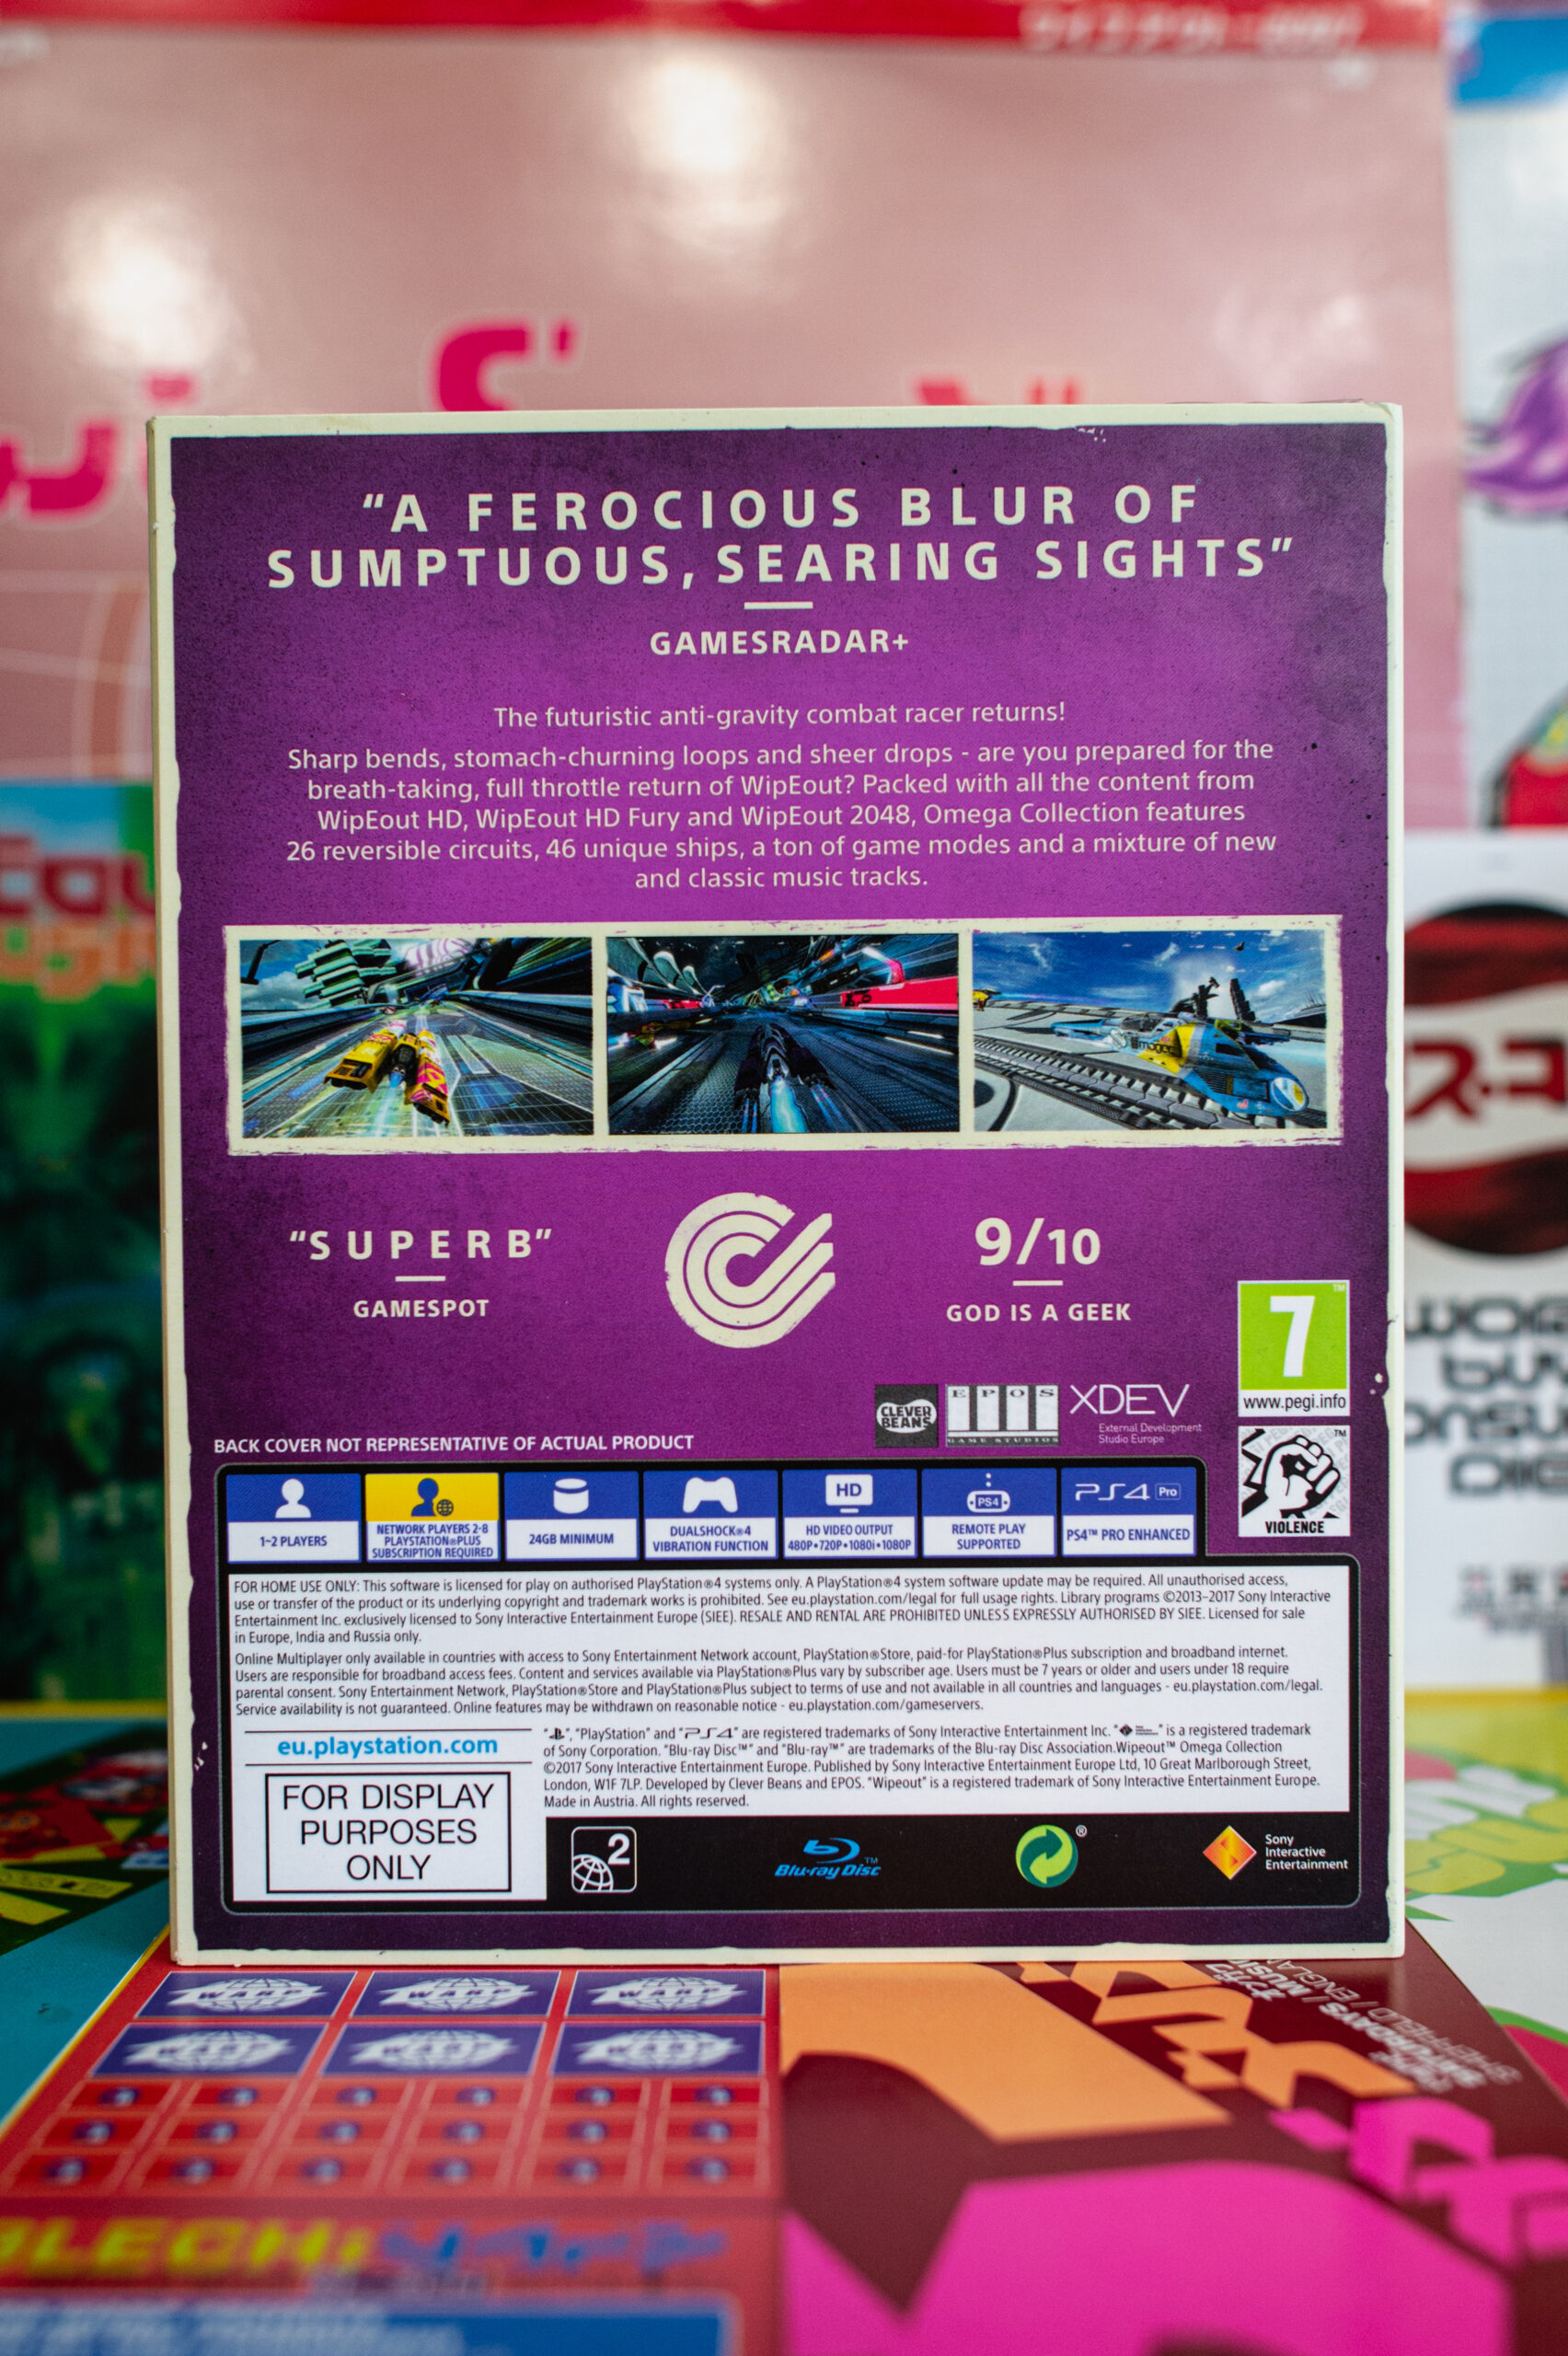 “A FEROCIOUS BLUR OF
SUMPTUOUS, SEARING SIGHTS”
GAMESRADAR+
The futuristic anti-gravity combat racer returns!
Sharp bends, stomach-churning loops and sheer drops - are you prepared for the
breath-taking, full throttle return of WipEout? Packed with all the content from
WipEout HD, WipEout HD Fury and WipEout 2048, Omega Collection features
26 reversible circuits, 46 unique ships, a ton of game modes and a mixture of new
and classic music tracks.
“SUPERB”
GAMESPOT
9/10
GOD IS A GEEK
7
www.pegi.info
CLEVER
BEANS
EPOS
GAME STUDIOS
XDEV
External Development
Studio Europe
VIOLENCE
BACK COVER NOT REPRESENTATIVE OF ACTUAL PRODUCT
1-2 PLAYERS
NETWORK PLAYERS 2-8
PLAYSTATION®PLUS
SUBSCRIPTION REQUIRED
24GB MINIMUM
DUALSHOCK®4
VIBRATION FUNCTION
HD
HD VIDEO OUTPUT
480P•720P•1080i•1080P
PS4
REMOTE PLAY
SUPPORTED
PS4 Pro
PS4™ PRO ENHANCED
FOR HOME USE ONLY: This software is licensed for play on authorised PlayStation®4 systems only. A PlayStation®4 system software update may be required. All unauthorised access,
use or transfer of the product or its underlying copyright and trademark works is prohibited. See eu.playstation.com/legal for full usage rights. Library programs ©2013-2017 Sony Interactive
Entertainment Inc. exclusively licensed to Sony Interactive Entertainment Europe (SIEE). RESALE AND RENTAL ARE PROHIBITED UNLESS EXPRESSLY AUTHORISED BY SIEE. Licensed for sale
in Europe, India and Russia only.
Online Multiplayer only available in countries with access to Sony Entertainment Network account, PlayStation®Store, paid-for PlayStation®Plus subscription and broadband internet.
Users are responsible for broadband access fees. Content and services available via PlayStation®Plus vary by subscriber age. Users must be 7 years or older and users under 18 require
parental consent. Sony Entertainment Network, PlayStation®Store and PlayStation®Plus subject to terms of use and not available in all countries and languages - eu.playstation.com/legal.
Service availability is not guaranteed. Online features may be withdrawn on reasonable notice - eu.playstation.com/gameservers.
eu.playstation.com
FOR DISPLAY
PURPOSES
ONLY
"", "PlayStation" and "PS4" are registered trademarks of Sony Interactive Entertainment Inc. "" is a registered trademark
of Sony Corporation. "Blu-ray Disc™" and "Blu-ray™" are trademarks of the Blu-ray Disc Association.Wipeout™ Omega Collection
©2017 Sony Interactive Entertainment Europe. Published by Sony Interactive Entertainment Europe Ltd, 10 Great Marlborough Street,
London, W1F 7LP. Developed by Clever Beans and EPOS. "Wipeout" is a registered trademark of Sony Interactive Entertainment Europe.
Made in Austria. All rights reserved.
2
Blu-ray Disc™
®
Sony
Interactive
Entertainment
WARP WARP WARP
WARP WARP WARP